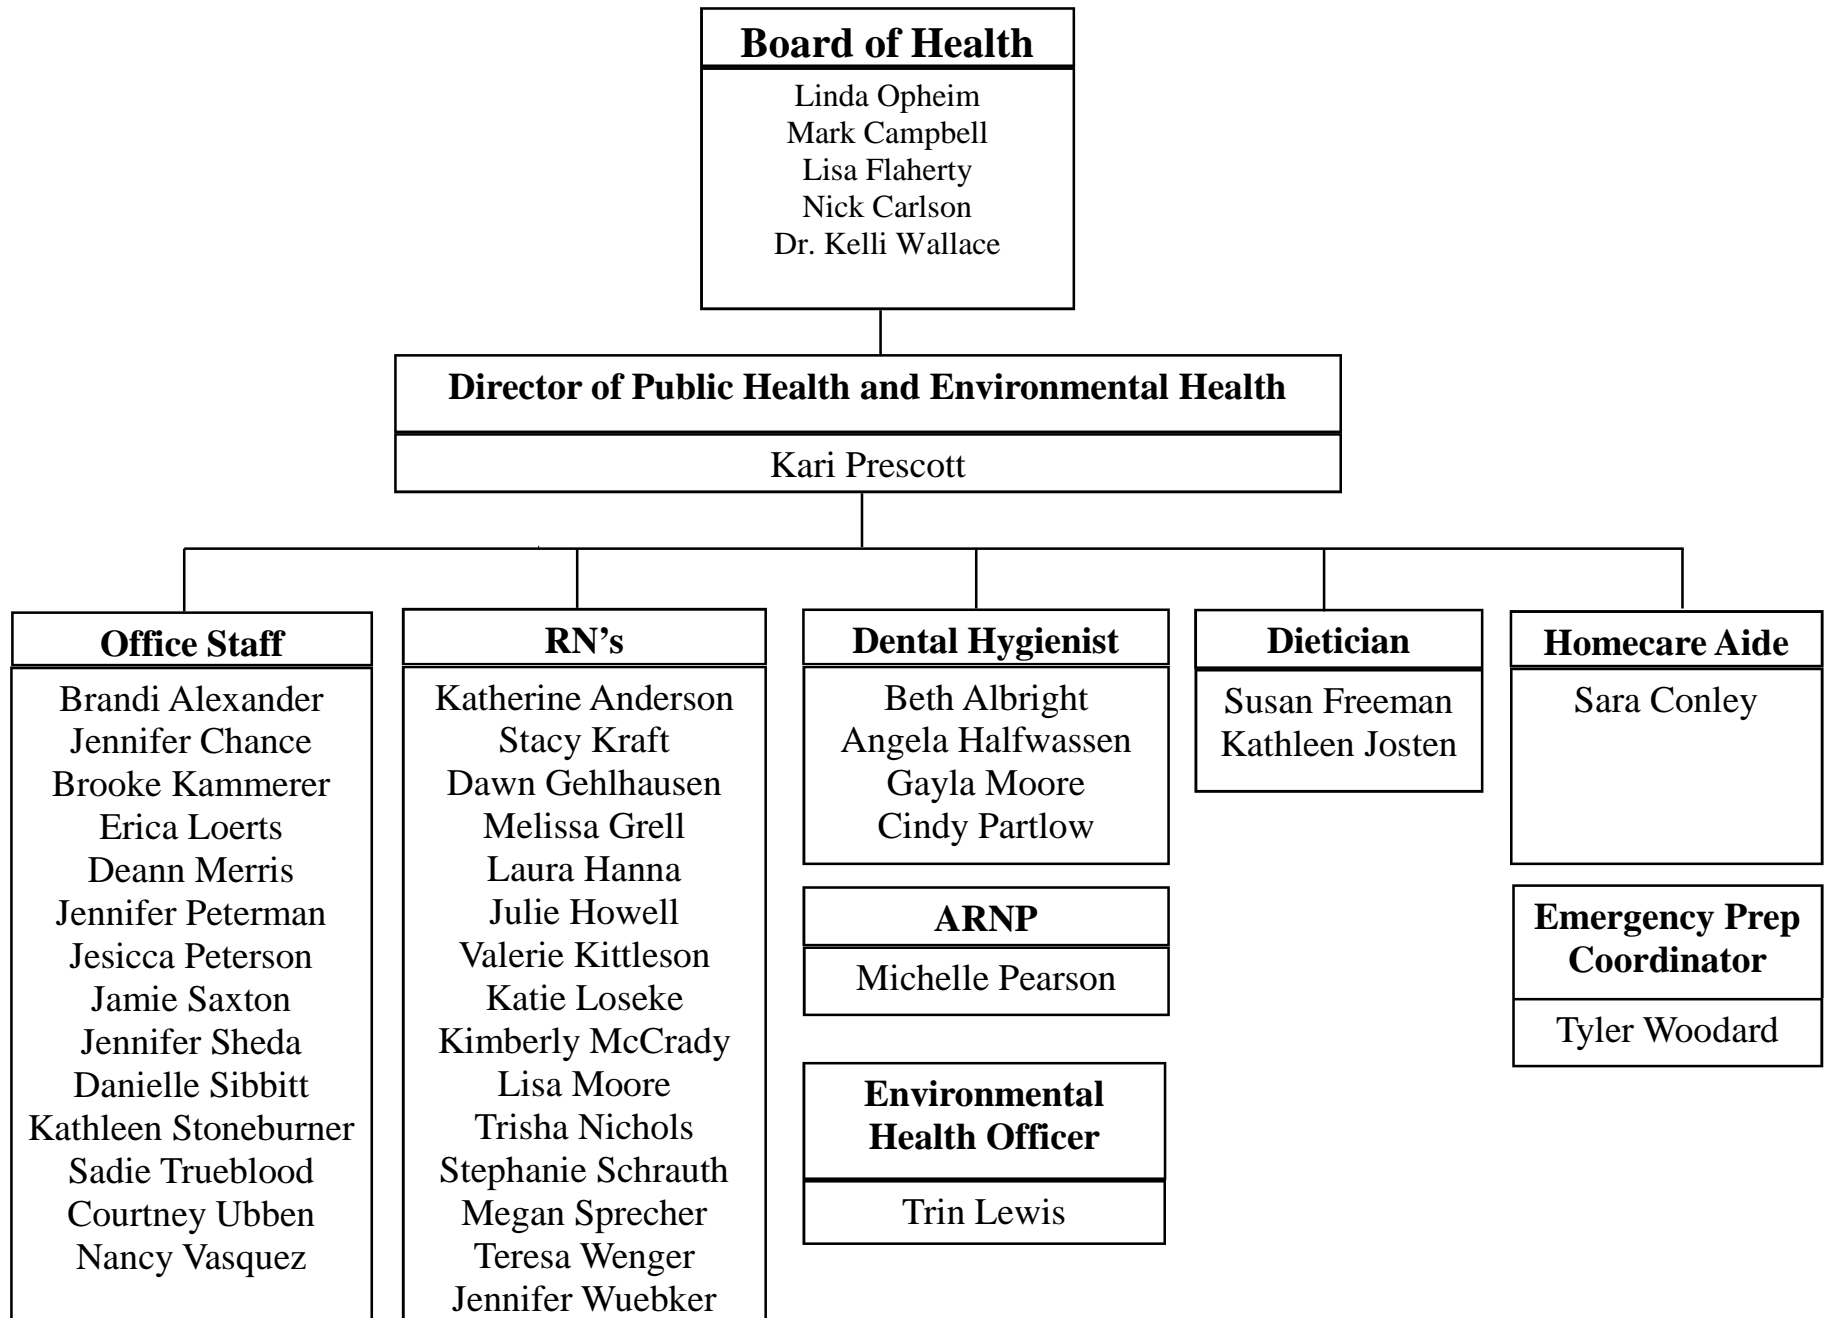 Board of Health
Linda Opheim
Mark Campbell
Lisa Flaherty
Nick Carlson
Dr. Kelli Wallace
Director of Public Health and Environmental Health
Kari Prescott
Office Staff
Brandi Alexander
Jennifer Chance
Brooke Kammerer
Erica Loerts
Deann Merris
Jennifer Peterman
Jesicca Peterson
Jamie Saxton
Jennifer Sheda
Danielle Sibbitt
Kathleen Stoneburner
Sadie Trueblood
Courtney Ubben
Nancy Vasquez
RN’s
Katherine Anderson
Stacy Kraft
Dawn Gehlhausen
Melissa Grell
Laura Hanna
Julie Howell
Valerie Kittleson
Katie Loseke
Kimberly McCrady
Lisa Moore
Trisha Nichols
Stephanie Schrauth
Megan Sprecher
Teresa Wenger
Jennifer Wuebker
Dental Hygienist
Beth Albright
Angela Halfwassen
Gayla Moore
Cindy Partlow
ARNP
Michelle Pearson
Environmental
Health Officer
Trin Lewis
Dietician
Susan Freeman
Kathleen Josten
Homecare Aide
Sara Conley
Emergency Prep
Coordinator
Tyler Woodard